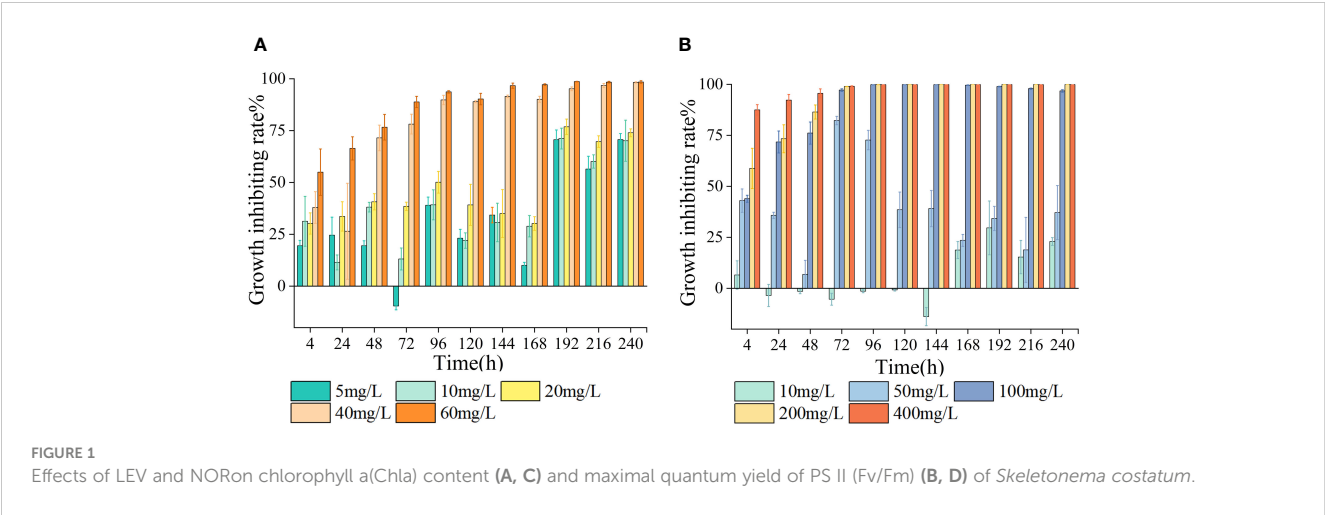 A
B
Growth inhibiting rate%
100
75
50
25
0
4 24 48 72 96 120 144 168 192 216 240
Time(h)
5mg/L 10mg/L 20mg/L
40mg/L 60mg/L
Growth inhibiting rate%
100
75
50
25
0
4 24 48 72 96 120 144 168 192 216 240
Time(h)
10mg/L 50mg/L 100mg/L
200mg/L 400mg/L
FIGURE 1
Effects of LEV and NORon chlorophyll a(Chla) content (A, C) and maximal quantum yield of PS II (Fv/Fm) (B, D) of Skeletonema costatum.